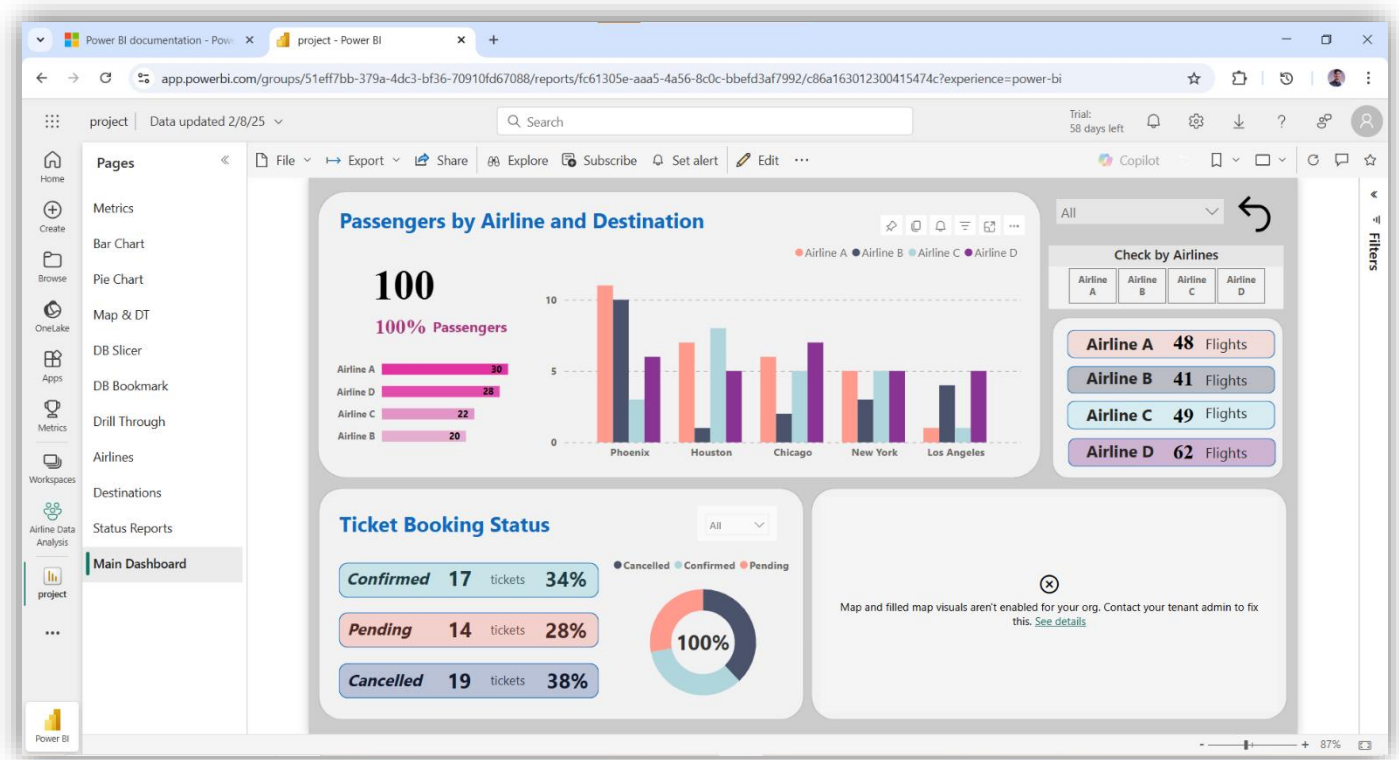 Power BI documentation - Pow
project - Power BI
app.powerbi.com/groups/51eff7bb-379a-4dc3-bf36-70910fd67088/reports/fc61305e-aaa5-4a56-8c0c-bbefd3af7992/c86a163012300415474c?experience=power-bi
project | Data updated 2/8/25
Search
Trial:
58 days left
Home
Create
Browse
OneLake
Apps
Metrics
Workspaces
Airline Data
Analysis
project
Power BI
Pages
Metrics
Bar Chart
Pie Chart
Map & DT
DB Slicer
DB Bookmark
Drill Through
Airlines
Destinations
Status Reports
Main Dashboard
File Export Share Explore Subscribe Set alert Edit ... Copilot
Filters
Passengers by Airline and Destination
Airline A Airline B Airline C Airline D
100
100% Passengers
Airline A 30
Airline D 28
Airline C 22
Airline B 20
10
5
0
Phoenix Houston Chicago New York Los Angeles
All
Check by Airlines
Airline A Airline B Airline C Airline D
Airline A 48 Flights
Airline B 41 Flights
Airline C 49 Flights
Airline D 62 Flights
Ticket Booking Status
All
Confirmed 17 tickets 34%
Pending 14 tickets 28%
Cancelled 19 tickets 38%
Cancelled Confirmed Pending
100%
Map and filled map visuals aren't enabled for your org. Contact your tenant admin to fix
this. See details
- + 87%